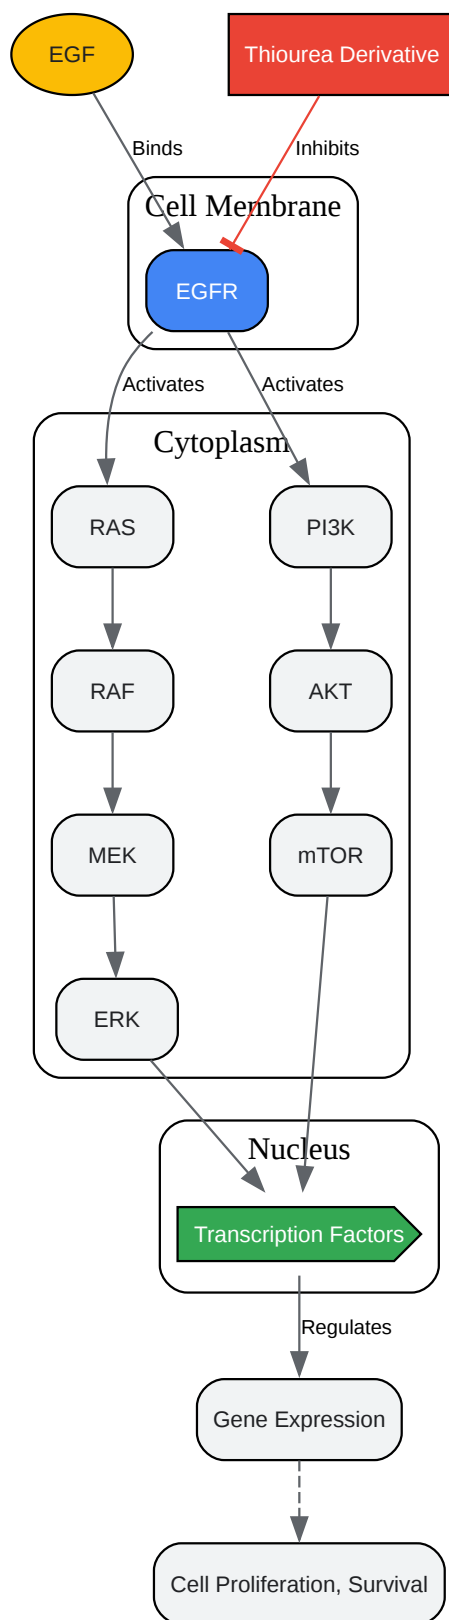 EGF
Thiourea Derivative
Binds
Inhibits
Cell Membrane
EGFR
Activates
Activates
Cytoplasm
RAS
PI3K
RAF
AKT
MEK
mTOR
ERK
Nucleus
Transcription Factors
Regulates
Gene Expression
Cell Proliferation, Survival